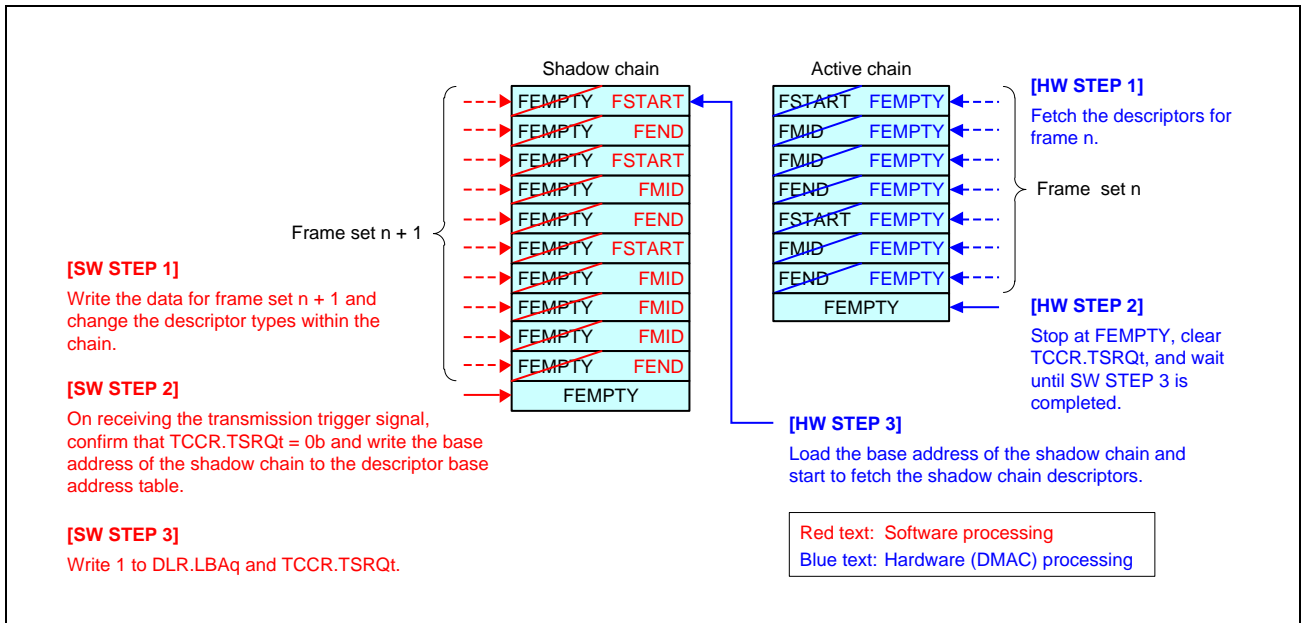 Shadow chain
FEMPTY FSTART
FEMPTY FEND
FEMPTY FSTART
FEMPTY FMID
FEMPTY FEND
FEMPTY FSTART
FEMPTY FMID
FEMPTY FMID
FEMPTY FMID
FEMPTY FEND
FEMPTY
Frame set n + 1
Active chain
FSTART FEMPTY
FMID FEMPTY
FMID FEMPTY
FEND FEMPTY
FSTART FEMPTY
FMID FEMPTY
FEND FEMPTY
FEMPTY
Frame set n
[HW STEP 1]
Fetch the descriptors for
frame n.
[HW STEP 2]
Stop at FEMPTY, clear
TCCR.TSRQt, and wait
until SW STEP 3 is
completed.
[HW STEP 3]
Load the base address of the shadow chain and
start to fetch the shadow chain descriptors.
[SW STEP 1]
Write the data for frame set n + 1 and
change the descriptor types within the
chain.
[SW STEP 2]
On receiving the transmission trigger signal,
confirm that TCCR.TSRQt = 0b and write the base
address of the shadow chain to the descriptor base
address table.
[SW STEP 3]
Write 1 to DLR.LBAq and TCCR.TSRQt.
Red text: Software processing
Blue text: Hardware (DMAC) processing